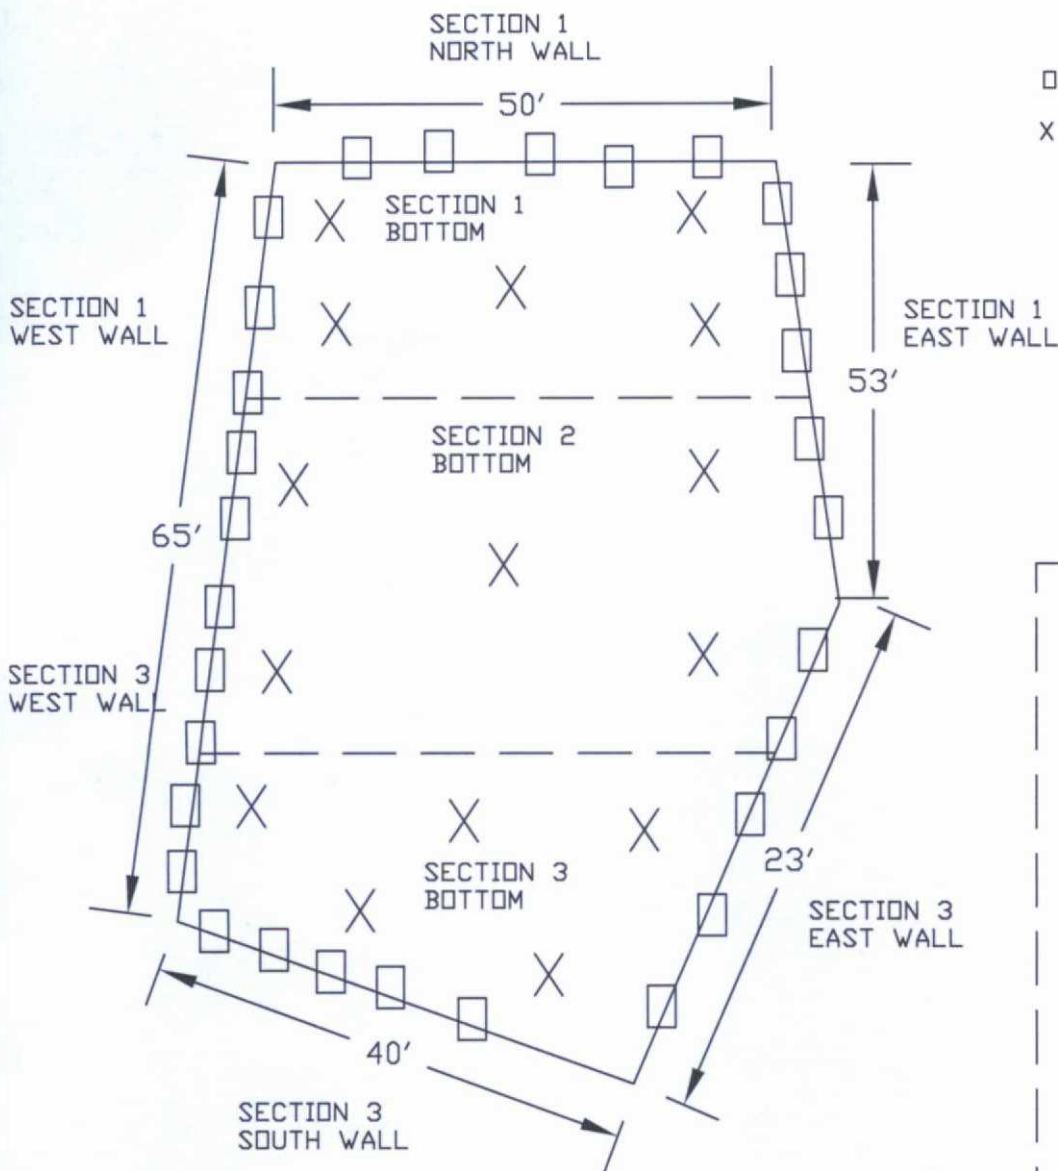 SECTION 1
NORTH WALL
50'
X
SECTION 1
BOTTOM
SECTION 1
WEST WALL
SECTION 1
EAST WALL
53'
SECTION 2
BOTTOM
65'
SECTION 3
WEST WALL
SECTION 3
BOTTOM
23'
SECTION 3
EAST WALL
40'
SECTION 3
SOUTH WALL